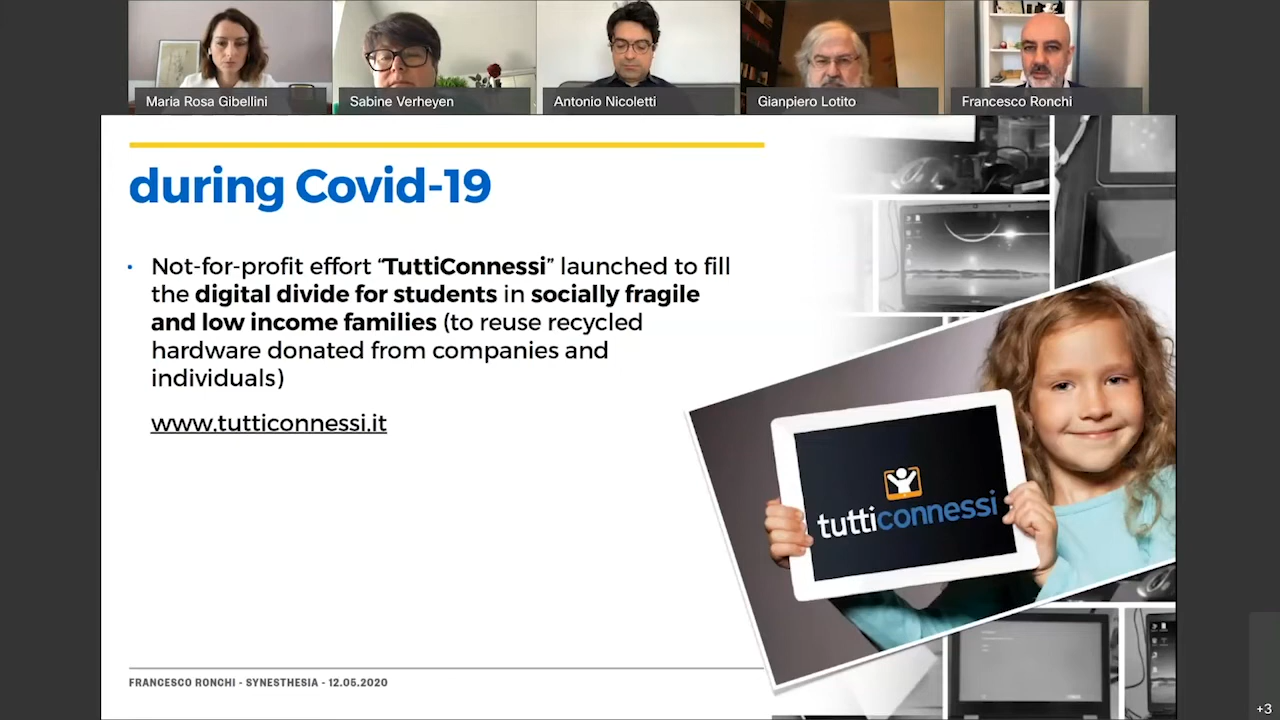 Maria Rosa Gibellini
Sabine Verheyen
Antonio Nicoletti
Gianpiero Lotito
Francesco Ronchi
during Covid-19
• Not-for-profit effort “TuttiConnessi” launched to fill
the digital divide for students in socially fragile
and low income families (to reuse recycled
hardware donated from companies and
individuals)
www.tutticonnessi.it
tutticonnessi
FRANCESCO RONCHI - SYNESTHESIA - 12.05.2020
+3